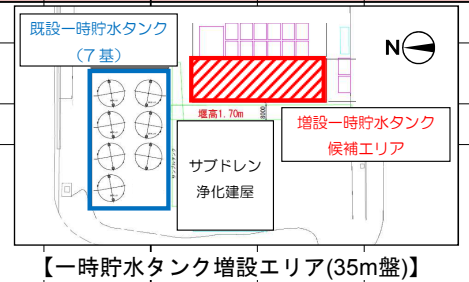 既設一時貯水タンク
（7基）
N
堰高1.70m
増設一時貯水タンク
候補エリア
サブドレン
浄化建屋
【一時貯水タンク増設エリア(35m盤)】